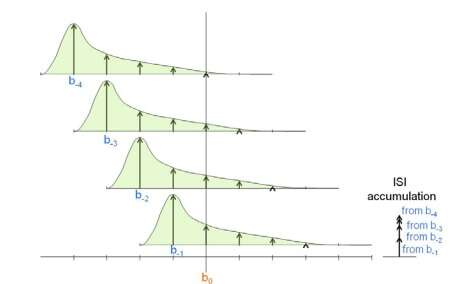 b-4
b-3
b-2
b-1
b0
ISI
accumulation
from b-4
from b-3
from b-2
from b-1